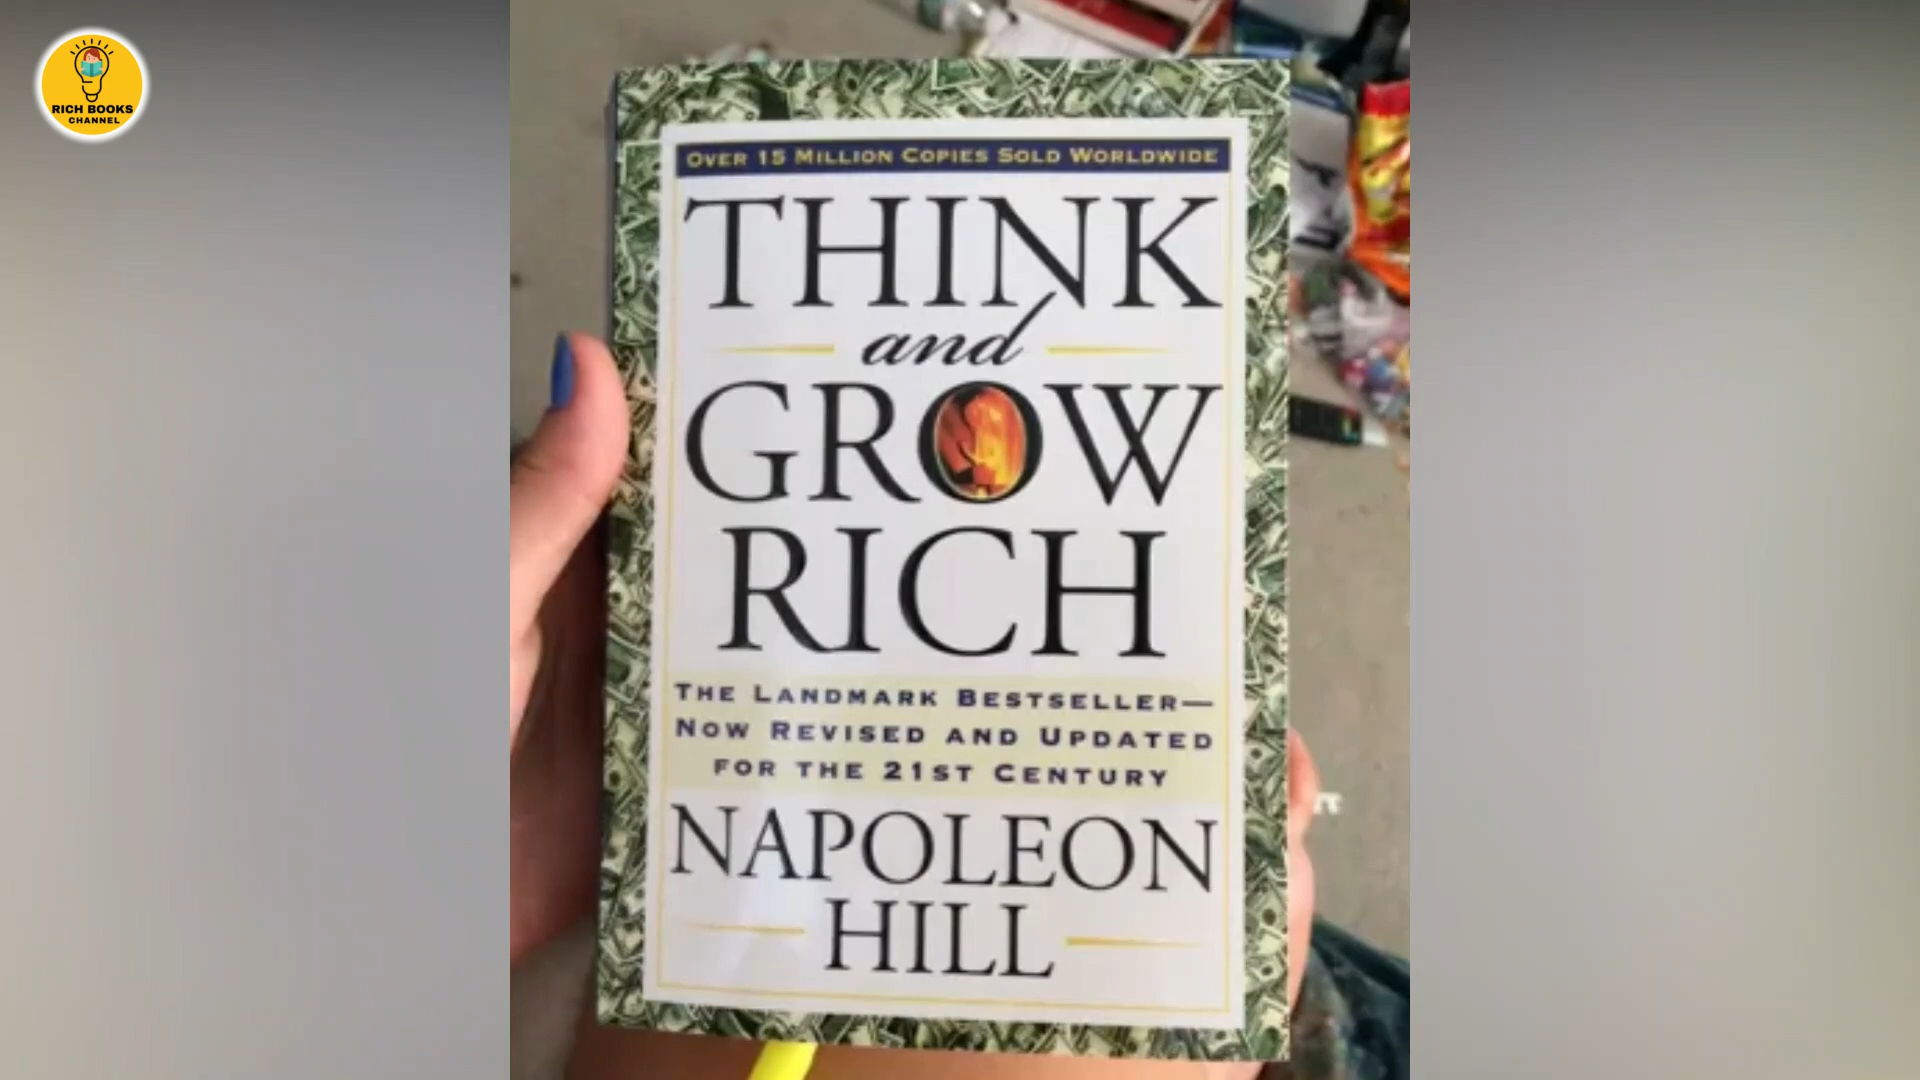 RICH BOOKS
CHANNEL
OVER 15 MILLION COPIES SOLD WORLDWIDE
THINK
and
GROW
RICH
THE LANDMARK BESTSELLER—
NOW REVISED AND UPDATED
FOR THE 21ST CENTURY
NAPOLEON
HILL